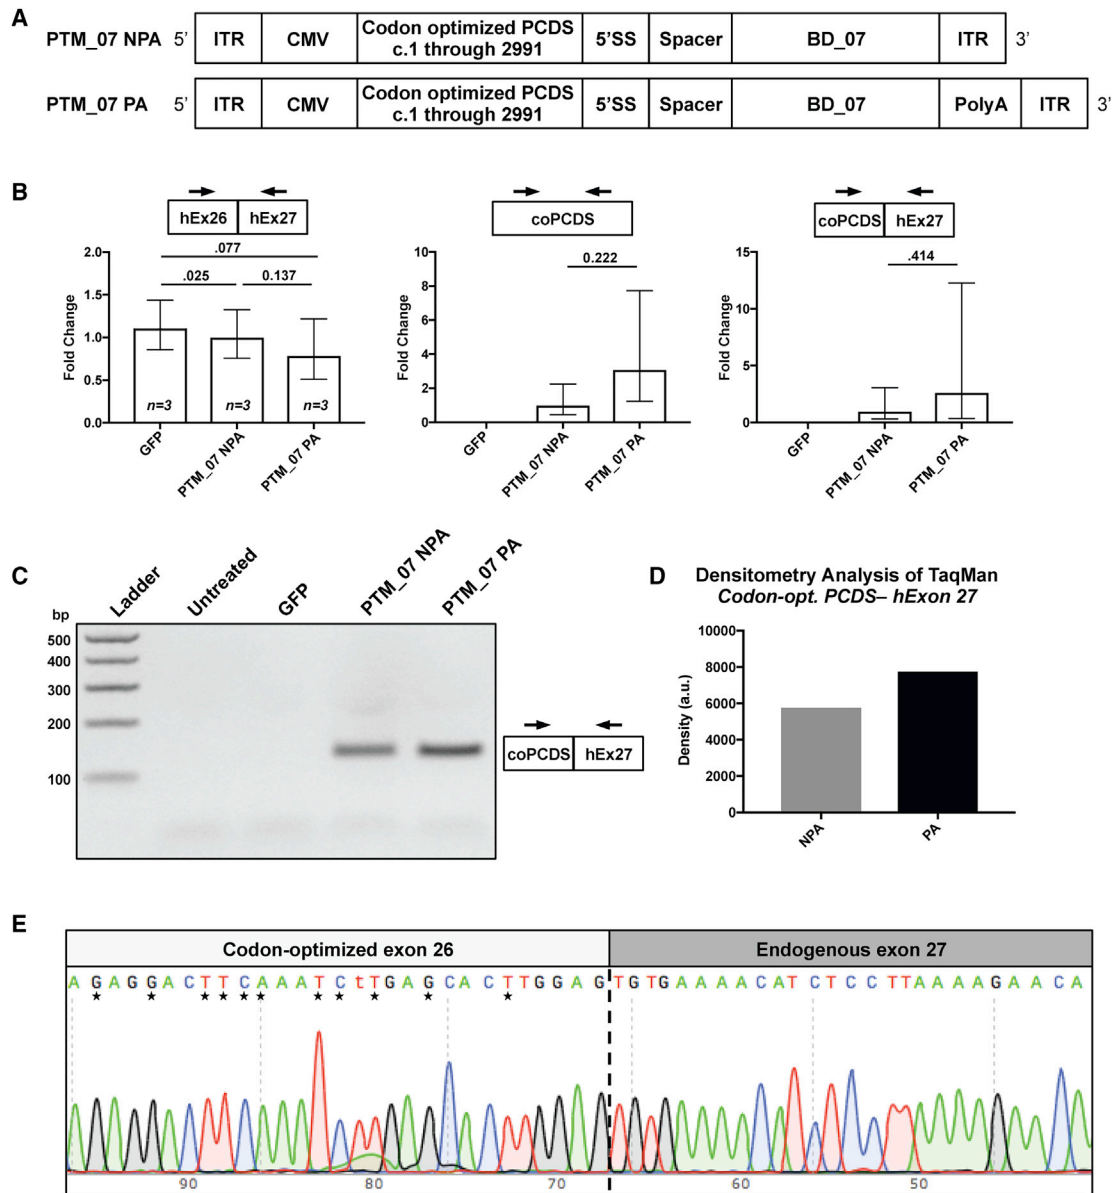 A
PTM_07 NPA 5' ITR CMV Codon optimized PCDS c.1 through 2991 5'SS Spacer BD_07 ITR 3'
PTM_07 PA 5' ITR CMV Codon optimized PCDS c.1 through 2991 5'SS Spacer BD_07 PolyA ITR 3'
B
hEx26 hEx27
.077
.025 0.137
2.0
1.5
1.0
0.5
0.0
Fold Change
n=3 n=3 n=3
GFP PTM_07 NPA PTM_07 PA
coPCDS
0.222
10
8
6
4
2
0
Fold Change
GFP PTM_07 NPA PTM_07 PA
coPCDS hEx27
.414
15
10
5
0
Fold Change
GFP PTM_07 NPA PTM_07 PA
C
Ladder Untreated GFP PTM_07 NPA PTM_07 PA
bp
500
400
300
200
100
coPCDS hEx27
D
Densitometry Analysis of TaqMan
Codon-opt. PCDS– hExon 27
10000
8000
6000
4000
2000
0
Density (a.u.)
NPA PA
E
Codon-optimized exon 26 Endogenous exon 27
A G A G G A C T T C A A A T C t T G A G C A C T T G G A G T G T G A A A A C A T C T C C T T A A A A G A A C A
90 80 70 60 50